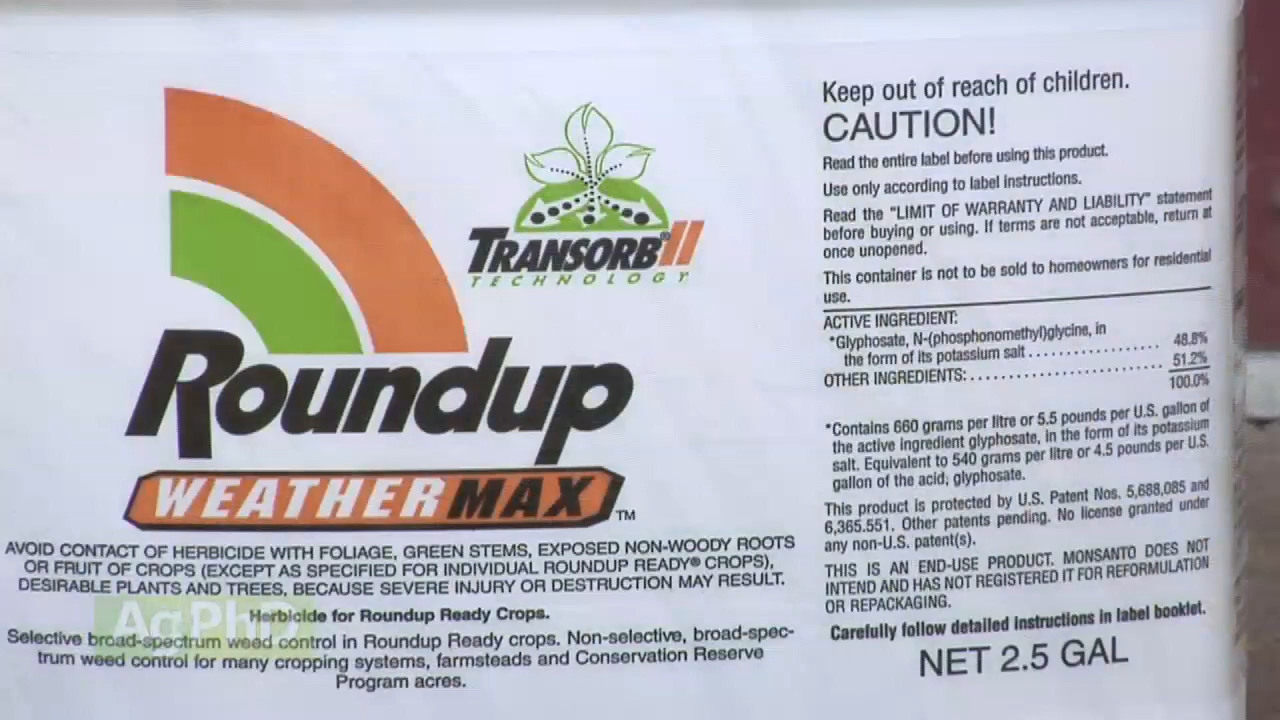 TRANSORB® II
TECHNOLOGY
Roundup
WEATHERMAX™
AVOID CONTACT OF HERBICIDE WITH FOLIAGE, GREEN STEMS, EXPOSED NON-WOODY ROOTS
OR FRUIT OF CROPS (EXCEPT AS SPECIFIED FOR INDIVIDUAL ROUNDUP READY® CROPS),
DESIRABLE PLANTS AND TREES, BECAUSE SEVERE INJURY OR DESTRUCTION MAY RESULT.
Herbicide for Roundup Ready Crops.
Selective broad-spectrum weed control in Roundup Ready crops. Non-selective, broad-spec-
trum weed control for many cropping systems, farmsteads and Conservation Reserve
Program acres.
Ag PhD
Keep out of reach of children.
CAUTION!
Read the entire label before using this product.
Use only according to label instructions.
Read the "LIMIT OF WARRANTY AND LIABILITY" statement
before buying or using. If terms are not acceptable, return at
once unopened.
This container is not to be sold to homeowners for residential
use.
ACTIVE INGREDIENT:
*Glyphosate, N-(phosphonomethyl)glycine, in
the form of its potassium salt . . . . . . . . . . . . . . . . . . 48.8%
OTHER INGREDIENTS: . . . . . . . . . . . . . . . . . . . . . . . . . . 51.2%
100.0%
*Contains 660 grams per litre or 5.5 pounds per U.S. gallon of
the active ingredient glyphosate, in the form of its potassium
salt. Equivalent to 540 grams per litre or 4.5 pounds per U.S.
gallon of the acid, glyphosate.
This product is protected by U.S. Patent Nos. 5,688,085 and
6,365.551. Other patents pending. No license granted under
any non-U.S. patent(s).
THIS IS AN END-USE PRODUCT. MONSANTO DOES NOT
INTEND AND HAS NOT REGISTERED IT FOR REFORMULATION
OR REPACKAGING.
Carefully follow detailed instructions in label booklet.
NET 2.5 GAL